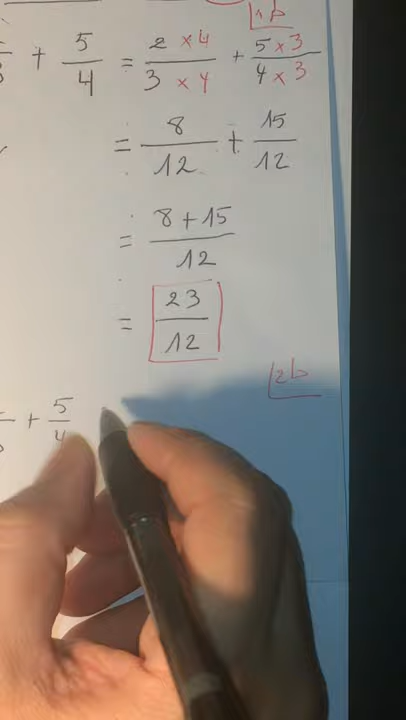 1b
+ 5/4 = 2 × 4 / 3 × 4 + 5 × 3 / 4 × 3
= 8/12 + 15/12
= 8 + 15 / 12
= 23/12
2b
+ 5/4